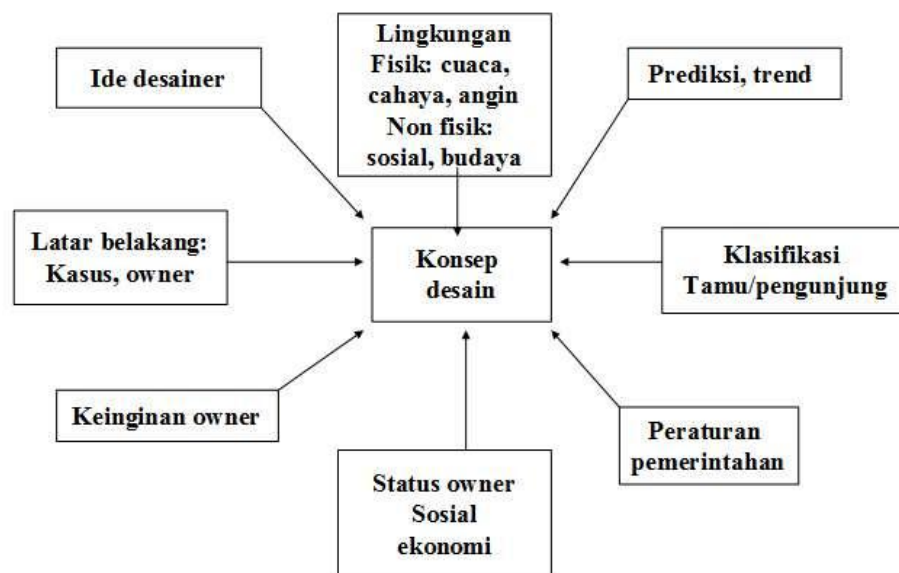 Ide desainer
Lingkungan
Fisik: cuaca,
cahaya, angin
Non fisik:
sosial, budaya
Prediksi, trend
Latar belakang:
Kasus, owner
Konsep
desain
Klasifikasi
Tamu/pengunjung
Keinginan owner
Status owner
Sosial
ekonomi
Peraturan
pemerintahan